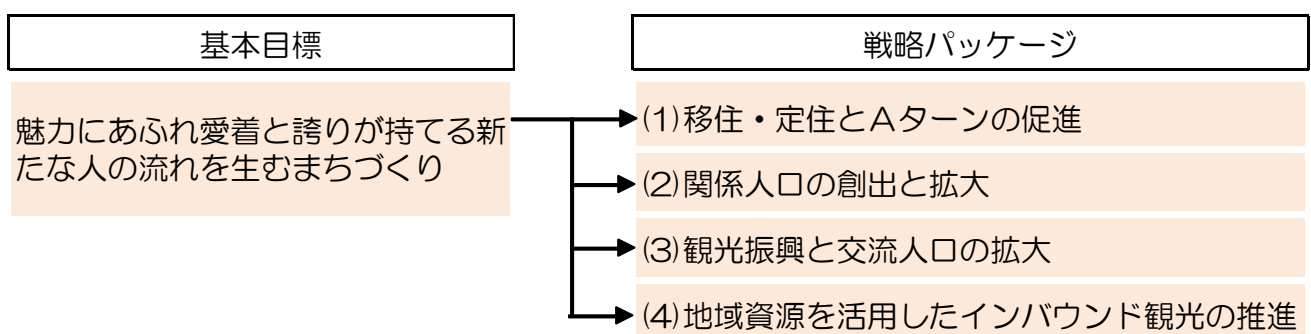 基本目標
戦略パッケージ
魅力にあふれ愛着と誇りが持てる新
たな人の流れを生むまちづくり
(1)移住・定住とAターンの促進
(2)関係人口の創出と拡大
(3)観光振興と交流人口の拡大
(4)地域資源を活用したインバウンド観光の推進